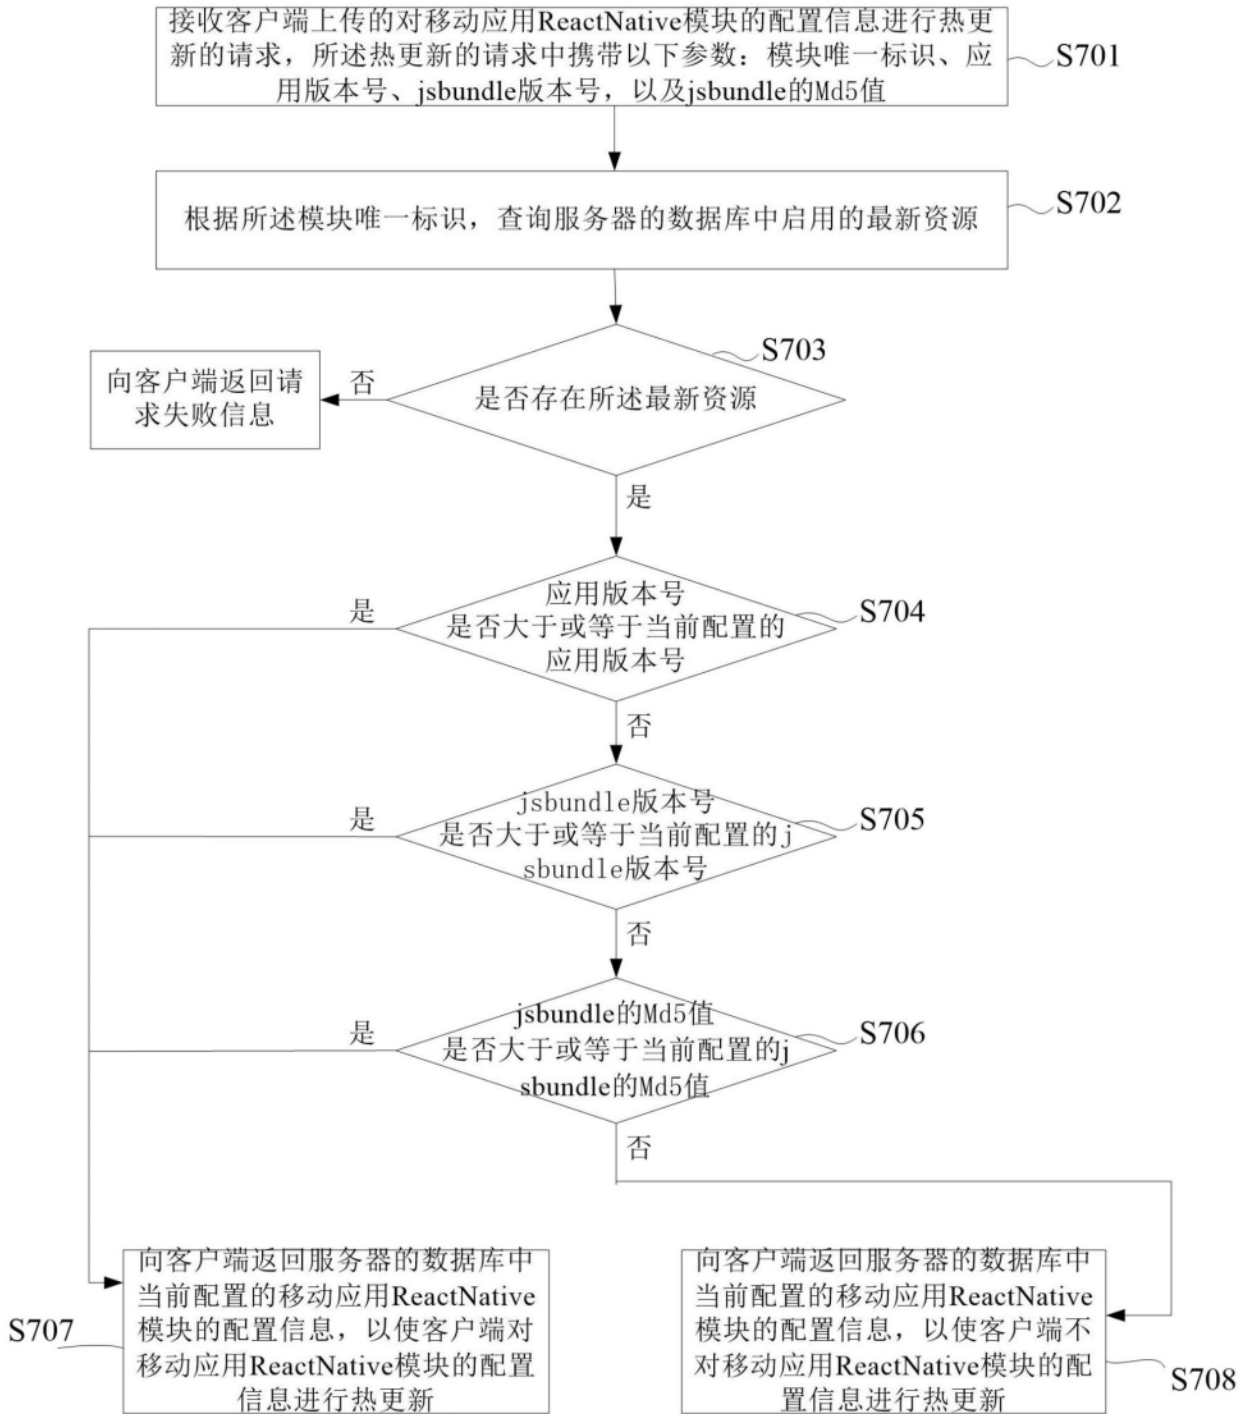 接收客户端上传的对移动应用ReactNative模块的配置信息进行热更
新的请求，所述热更新的请求中携带以下参数：模块唯一标识、应
用版本号、jsbundle版本号，以及jsbundle的Md5值
S701
根据所述模块唯一标识，查询服务器的数据库中启用的最新资源
S702
S703
是否存在所述最新资源
否
向客户端返回请
求失败信息
是
应用版本号
是否大于或等于当前配置的
应用版本号
S704
是
否
jsbundle版本号
是否大于或等于当前配置的j
sbundle版本号
S705
是
否
jsbundle的Md5值
是否大于或等于当前配置的j
sbundle的Md5值
S706
是
否
向客户端返回服务器的数据库中
当前配置的移动应用ReactNative
模块的配置信息，以使客户端对
移动应用ReactNative模块的配置
信息进行热更新
S707
向客户端返回服务器的数据库中
当前配置的移动应用ReactNative
模块的配置信息，以使客户端不
对移动应用ReactNative模块的配
置信息进行热更新
S708